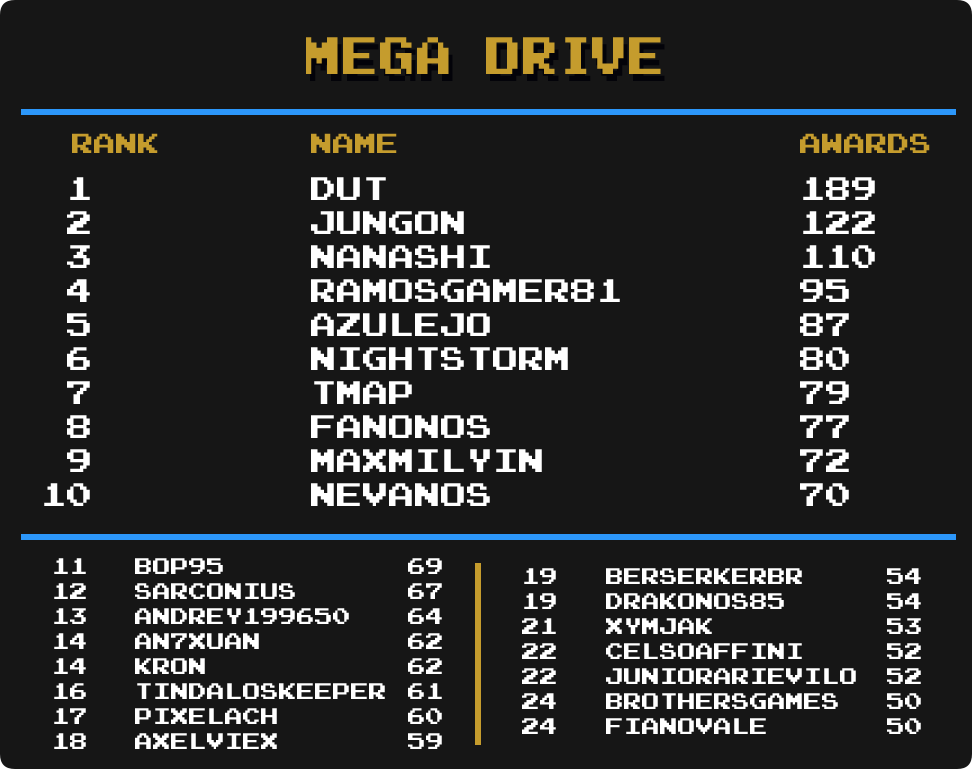 MEGA DRIVE
RANK NAME AWARDS
1 DUT 189
2 JUNGON 122
3 NANASHI 110
4 RAMOSGAMER81 95
5 AZULEJO 87
6 NIGHTSTORM 80
7 TMAP 79
8 FANONOS 77
9 MAXMILYIN 72
10 NEVANOS 70
11 BOP95 69
12 SARCONIUS 67
13 ANDREY199650 64
14 AN7XUAN 62
14 KRON 62
16 TINDALOSKEEPER 61
17 PIXELACH 60
18 AXELVIEX 59
19 BERSERKERBR 54
19 DRAKONOS85 54
21 XYMJAK 53
22 CELSOAFFINI 52
22 JUNIORARIEVILO 52
24 BROTHERSGAMES 50
24 FIANOVALE 50